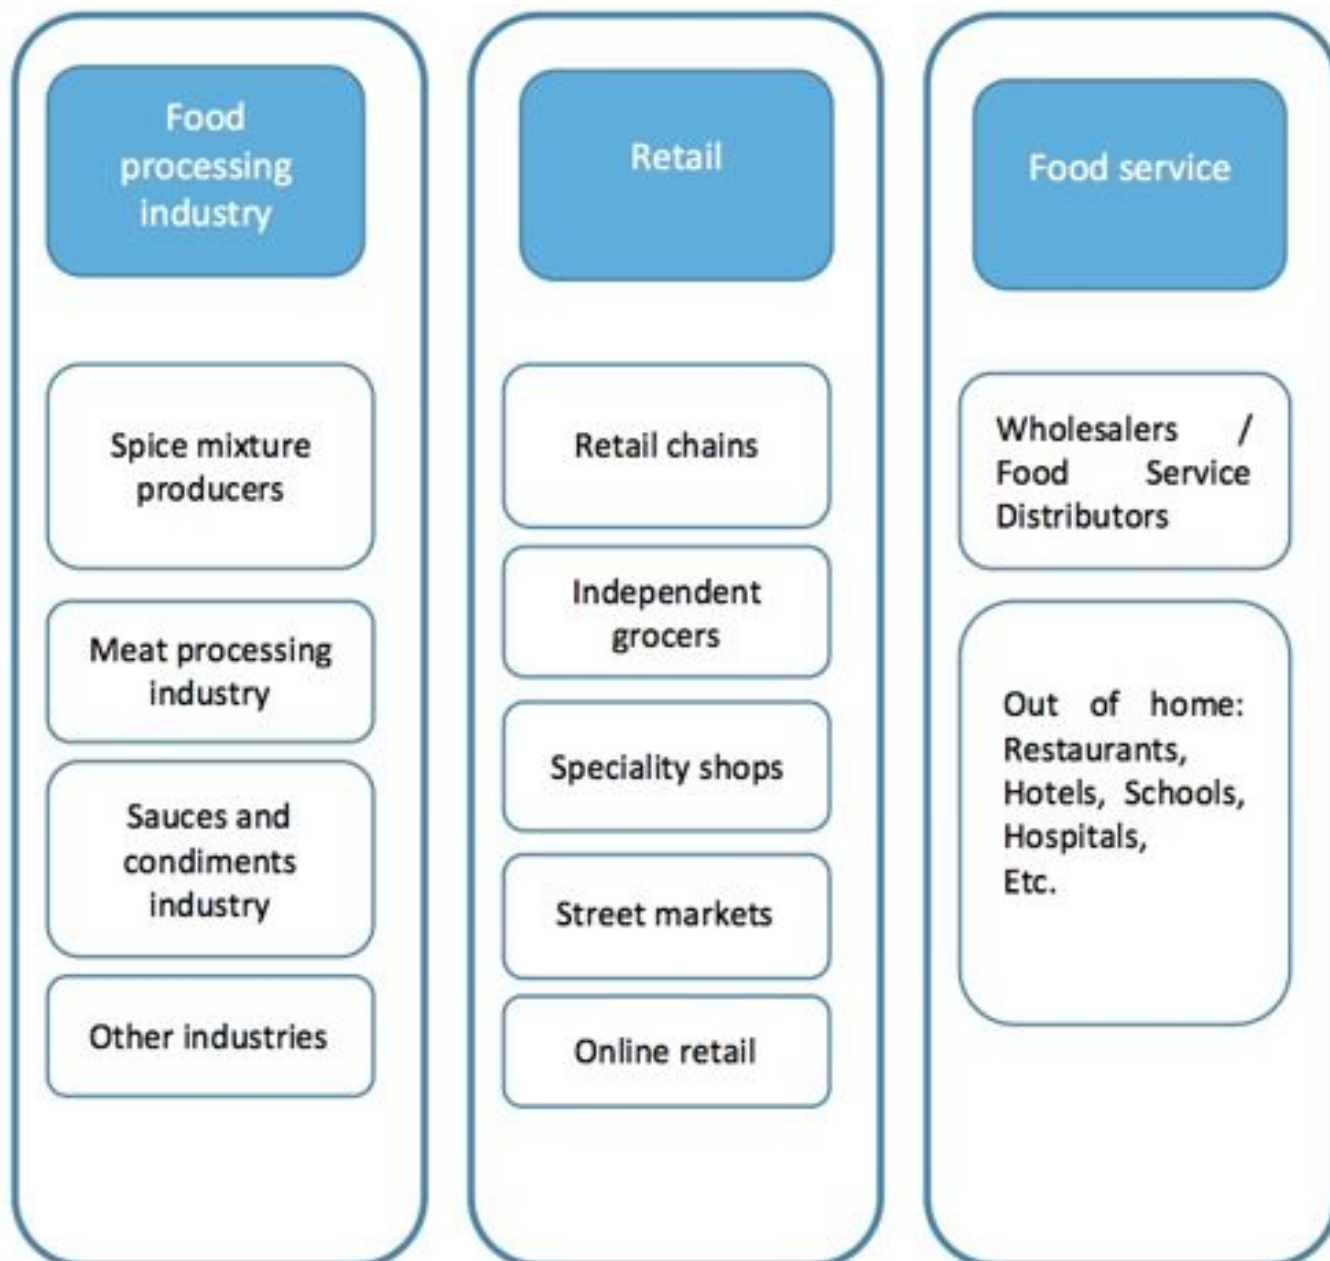 Food
processing
industry
Spice mixture
producers
Meat processing
industry
Sauces and
condiments
industry
Other industries
Retail
Retail chains
Independent
grocers
Speciality shops
Street markets
Online retail
Food service
Wholesalers /
Food Service
Distributors
Out of home:
Restaurants,
Hotels, Schools,
Hospitals,
Etc.